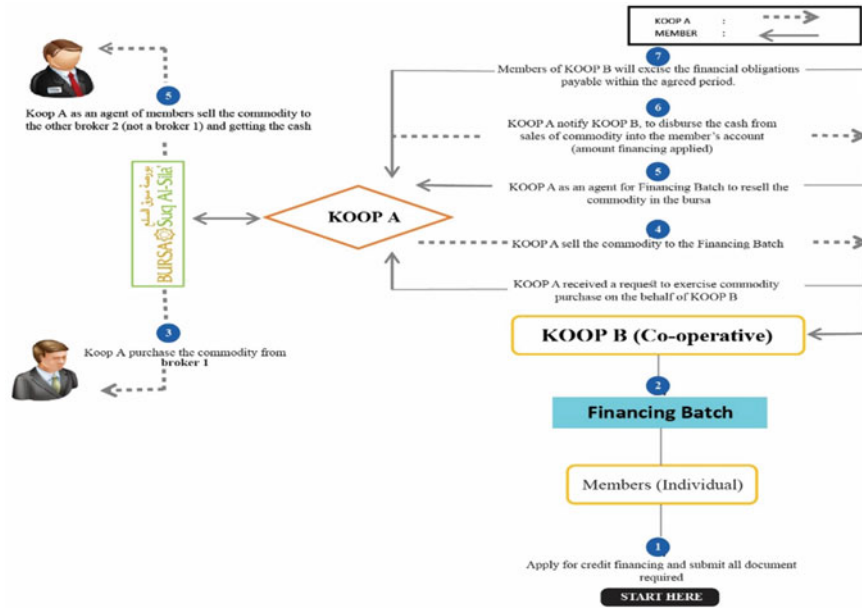 KOOP A :
MEMBER :
7
Members of KOOP B will excise the financial obligations
payable within the agreed period.
6
KOOP A notify KOOP B, to disburse the cash from
sales of commodity into the member's account
(amount financing applied)
5
KOOP A as an agent for Financing Batch to resell the
commodity in the bursa
4
KOOP A sell the commodity to the Financing Batch
KOOP A received a request to exercise commodity
purchase on the behalf of KOOP B
5
Koop A as an agent of members sell the commodity to
the other broker 2 (not a broker 1) and getting the cash
بورصة سوق السلع
BURSA Suq Al-Sila'
KOOP A
3
Koop A purchase the commodity from
broker 1
KOOP B (Co-operative)
2
Financing Batch
Members (Individual)
1
Apply for credit financing and submit all document
required
START HERE